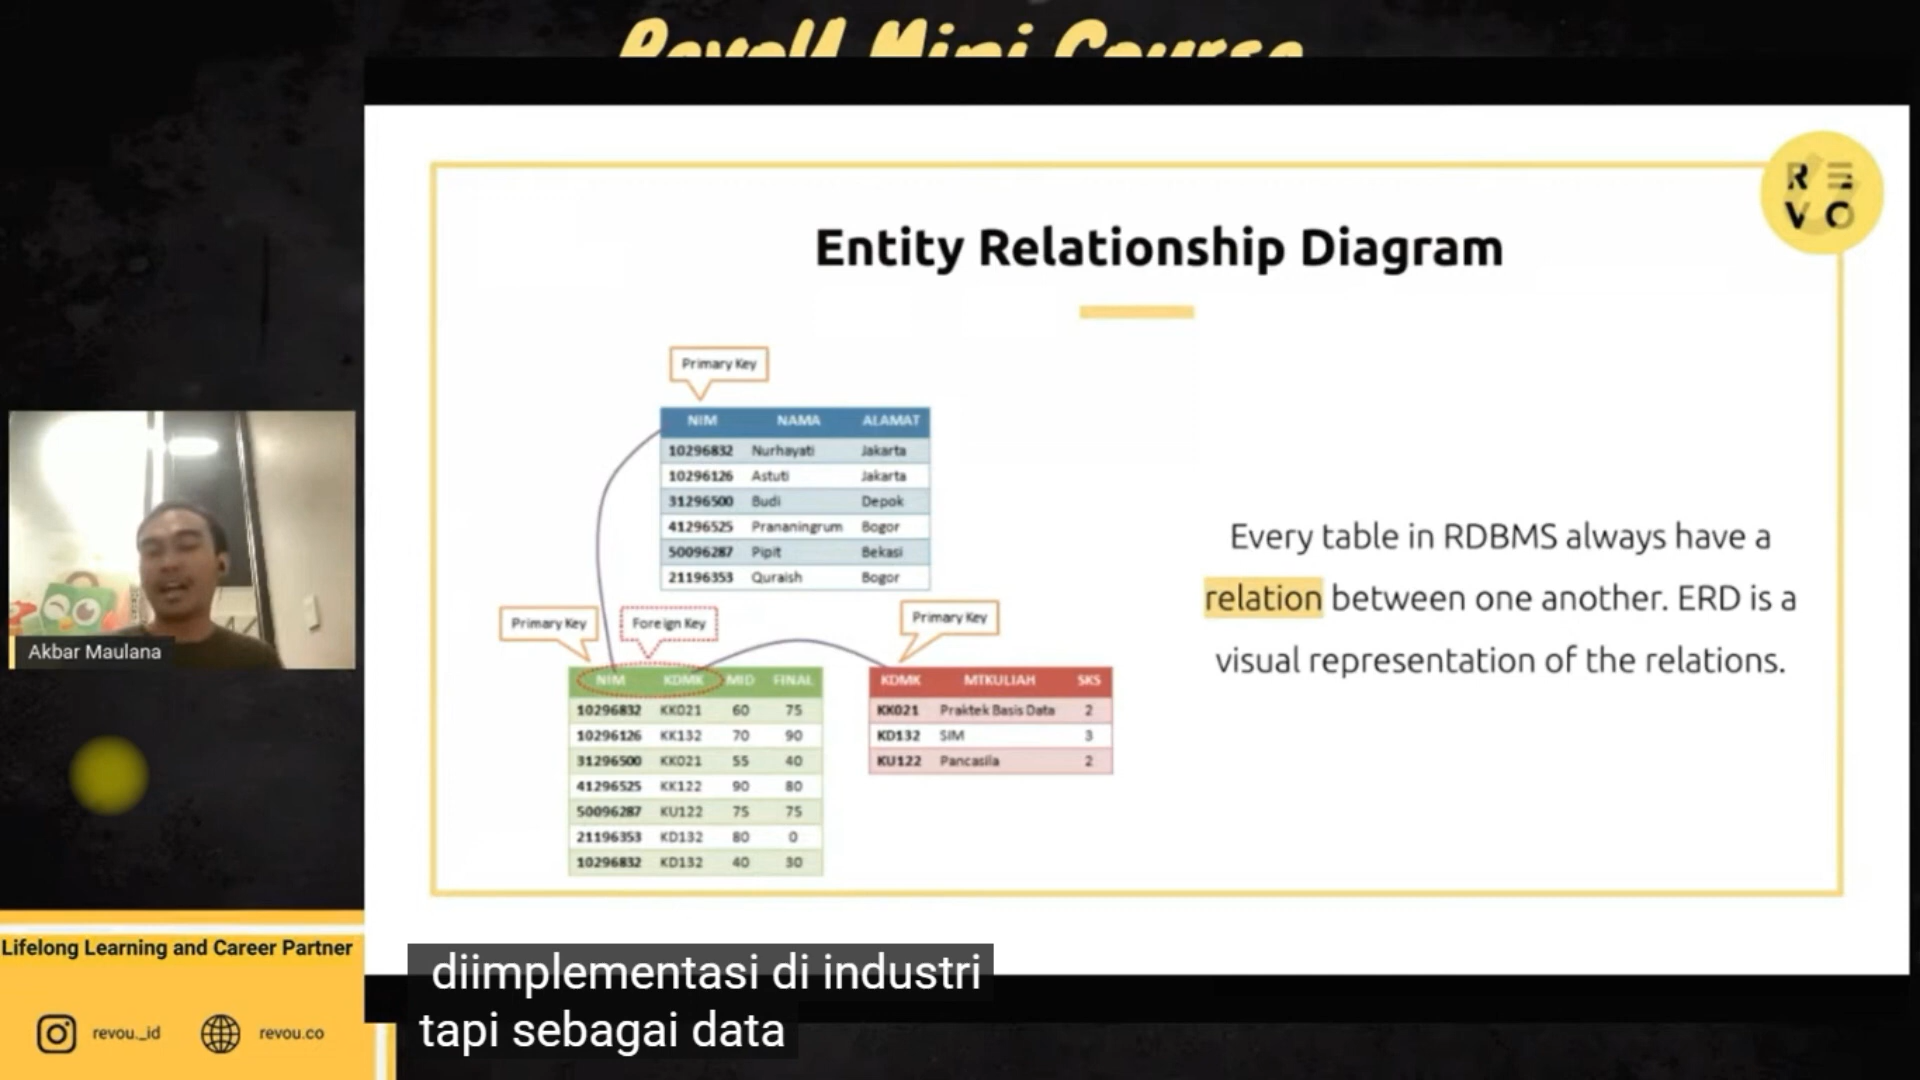 RevoU Mini Course
R E
V O
Entity Relationship Diagram
Primary Key
NIM NAMA ALAMAT
10296832 Nurhayati Jakarta
10296126 Astuti Jakarta
31296500 Budi Depok
41296525 Prananingrum Bogor
50096287 Pipit Bekasi
21196353 Quraish Bogor
Primary Key
Foreign Key
Primary Key
NIM KDMK MID FINAL
10296832 KK021 60 75
10296126 KK132 70 90
31296500 KK021 55 40
41296525 KK122 90 80
50096287 KU122 75 75
21196353 KD132 80 0
10296832 KD132 40 30
KDMK MTKULIAH SKS
KK021 Praktek Basis Data 2
KD132 SIM 3
KU122 Pancasila 2
Every table in RDBMS always have a
relation between one another. ERD is a
visual representation of the relations.
Akbar Maulana
Lifelong Learning and Career Partner
revou_id
revou.co
diimplementasi di industri
tapi sebagai data